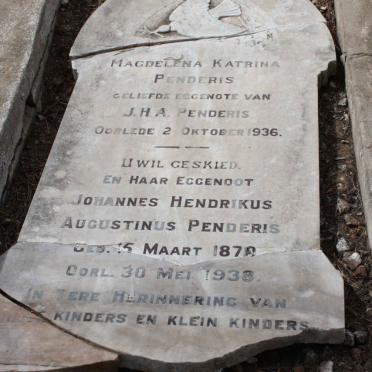 Magdelena Katrina
Penderis
geliefde eggenote van
J.H.A. Penderis
Oorlede 2 Oktober 1936.
U wil geskied.
en haar eggenoot
Johannes Hendrikus
Augustinus Penderis
Geb. 15 Maart 1879
Oorl. 30 Mei 1938.
In tere herinnering van
kinders en klein kinders